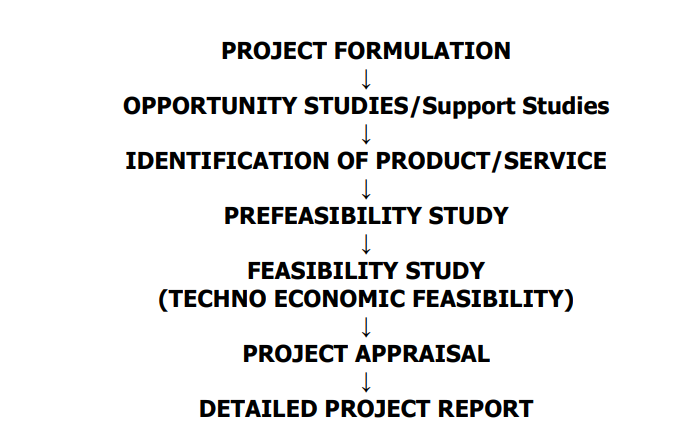 PROJECT FORMULATION
↓
OPPORTUNITY STUDIES/Support Studies
↓
IDENTIFICATION OF PRODUCT/SERVICE
↓
PREFEASIBILITY STUDY
↓
FEASIBILITY STUDY
(TECHNO ECONOMIC FEASIBILITY)
↓
PROJECT APPRAISAL
↓
DETAILED PROJECT REPORT